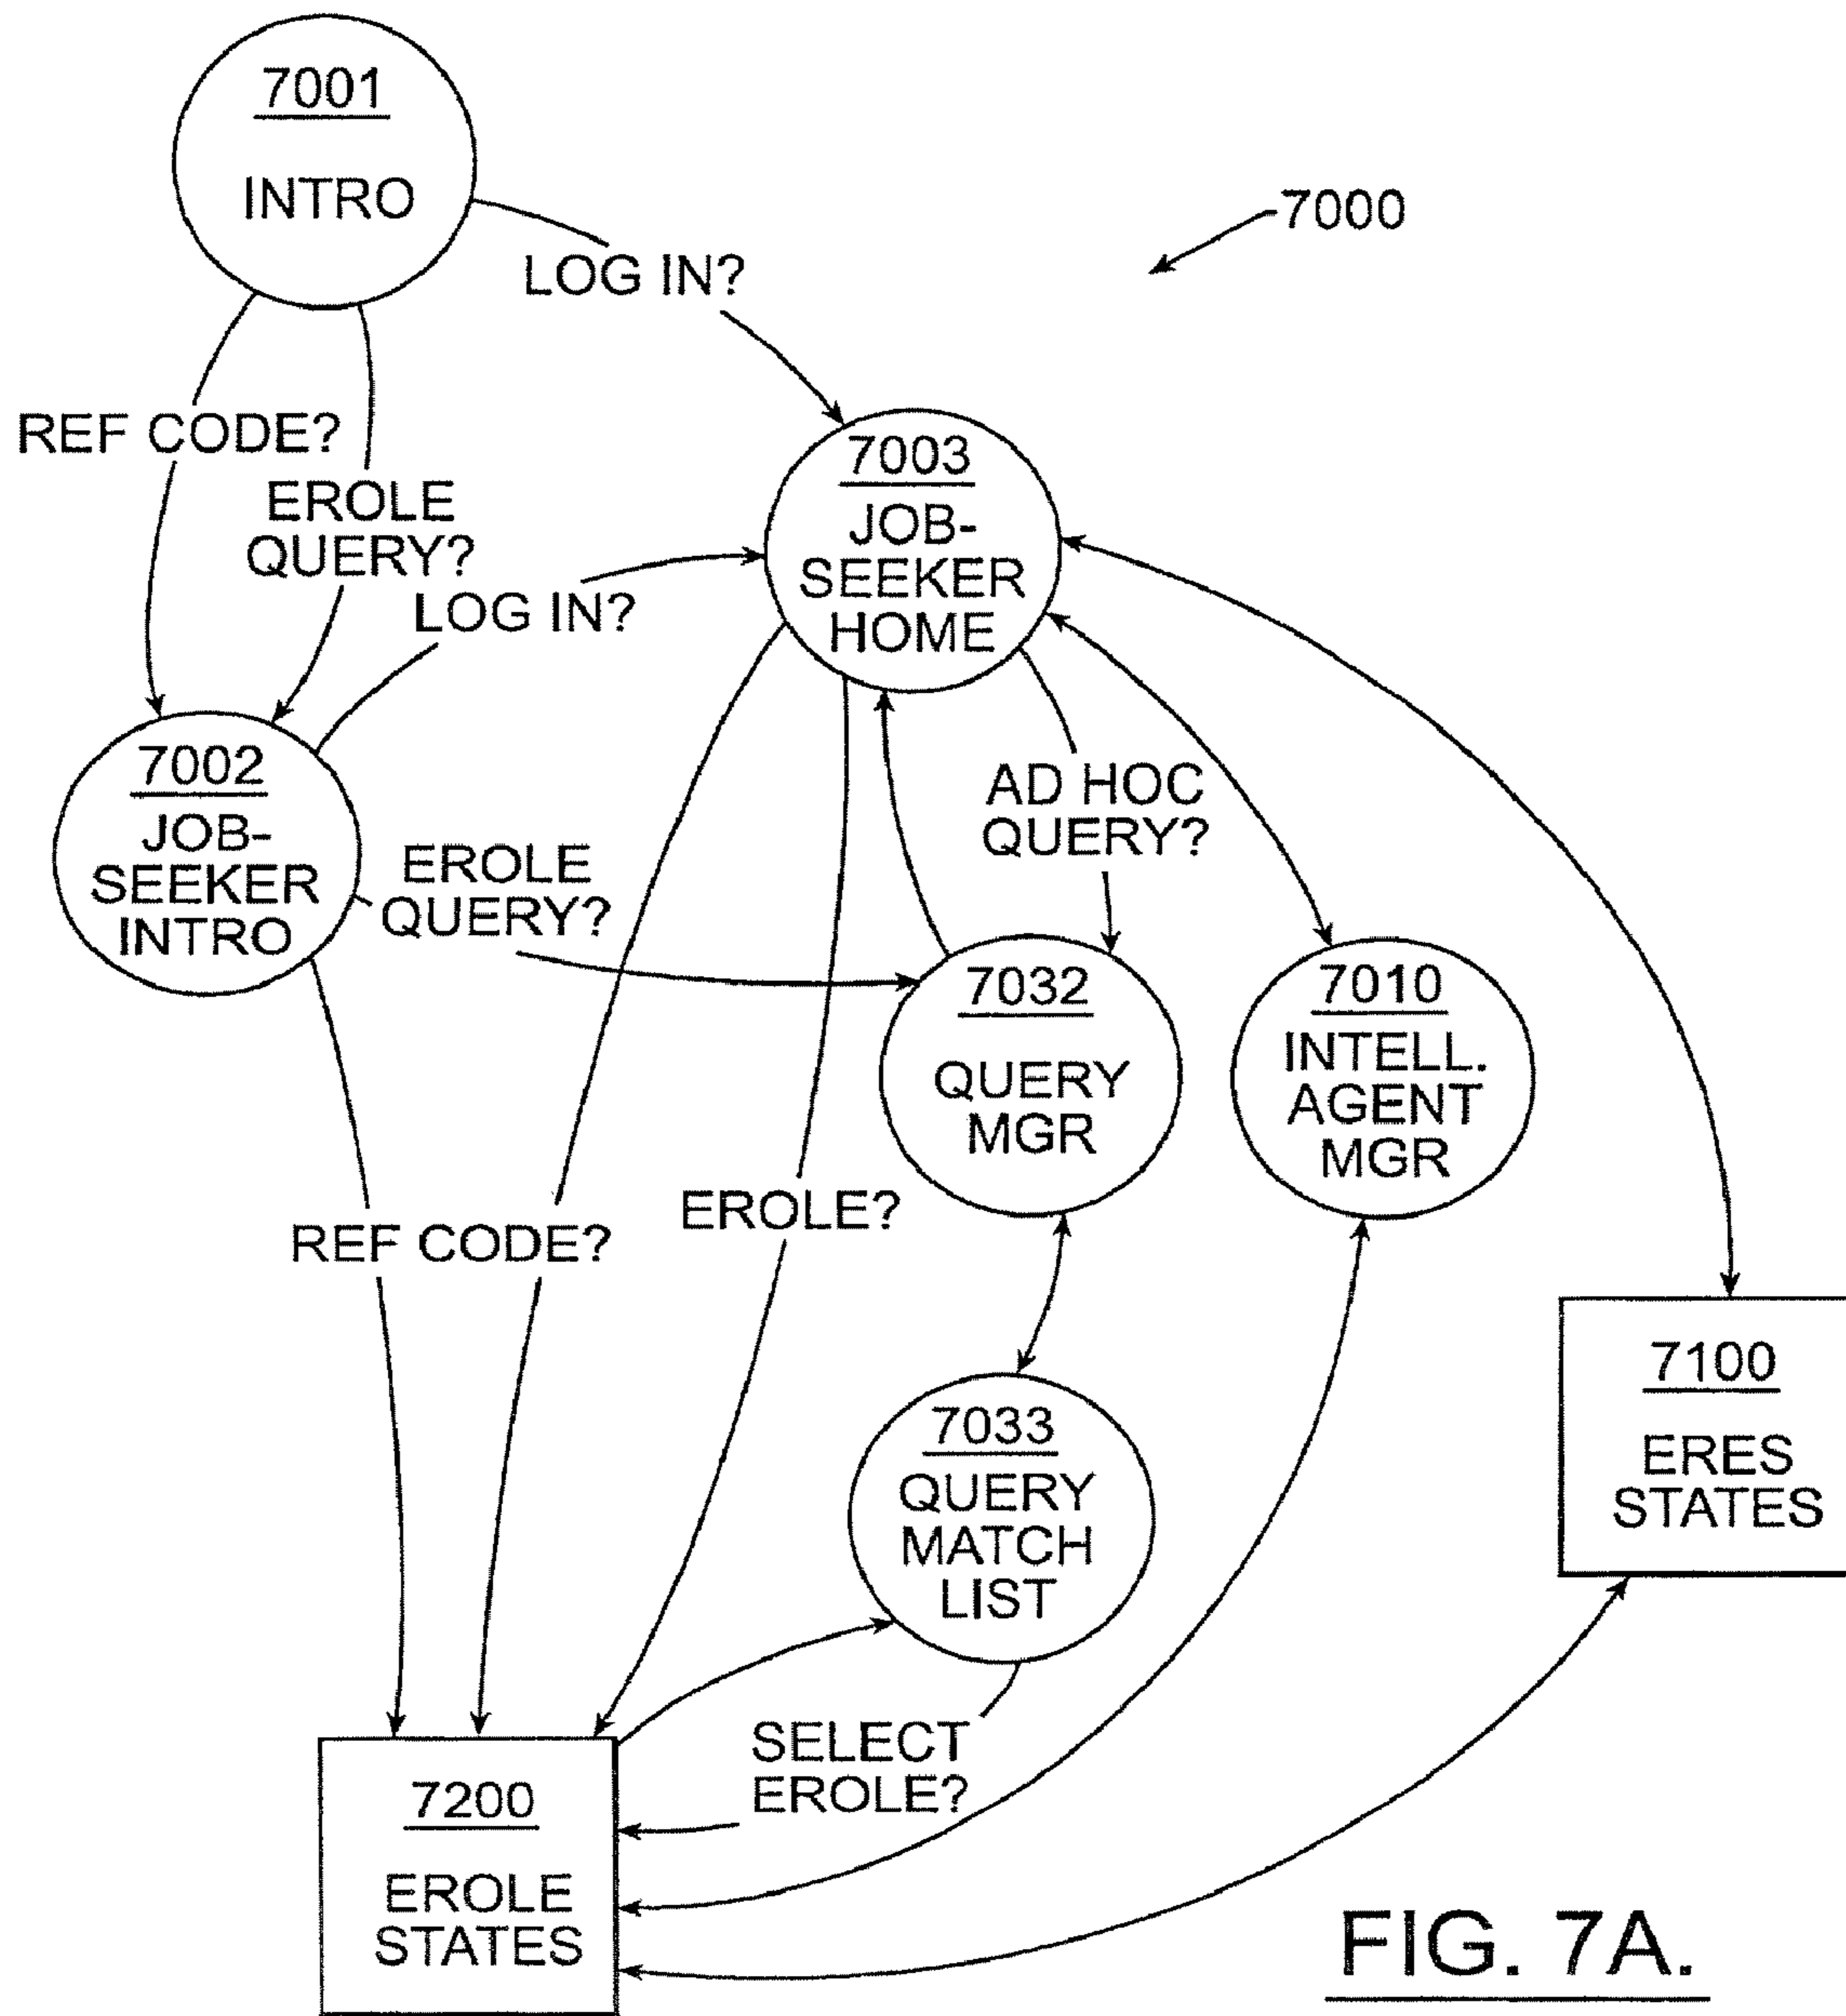 7001
INTRO
7000
LOG IN?
REF CODE?
EROLE
QUERY?
7003
JOB-
SEEKER
HOME
LOG IN?
7002
JOB-
SEEKER
INTRO
AD HOC
QUERY?
EROLE
QUERY?
7032
QUERY
MGR
7010
INTELL.
AGENT
MGR
REF CODE?
EROLE?
7100
ERES
STATES
7033
QUERY
MATCH
LIST
SELECT
EROLE?
7200
EROLE
STATES
FIG. 7A.